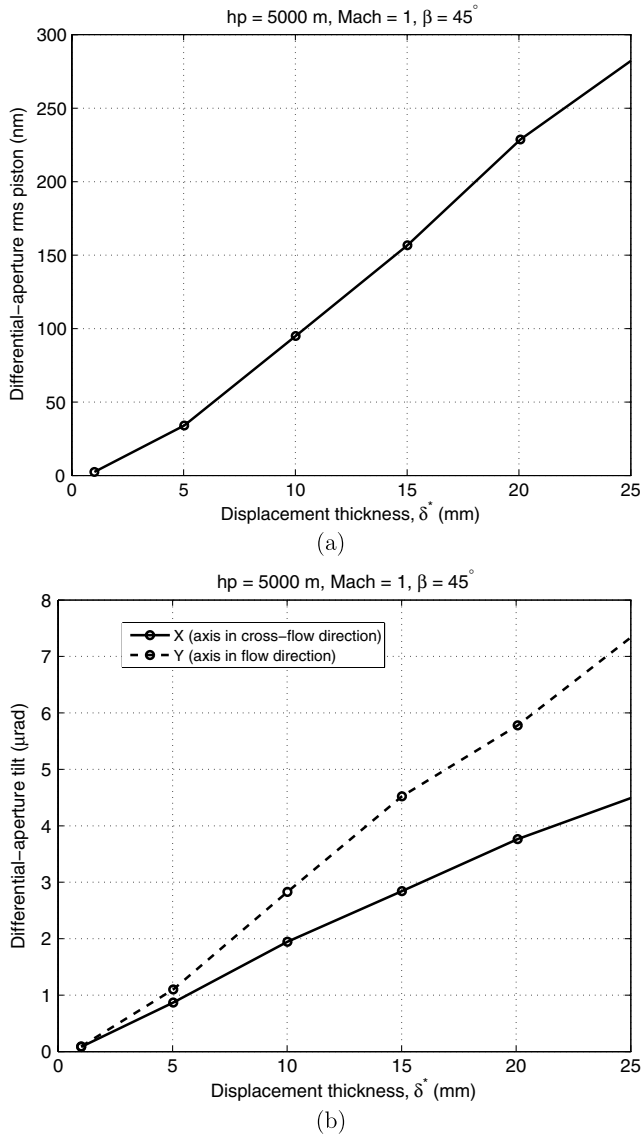 hp = 5000 m, Mach = 1, β = 45°
300
250
200
150
100
50
0
Differential−aperture rms piston (nm)
0 5 10 15 20 25
Displacement thickness, δ* (mm)
(a)
hp = 5000 m, Mach = 1, β = 45°
8
7
6
5
4
3
2
1
0
Differential−aperture tilt (μrad)
X (axis in cross−flow direction)
Y (axis in flow direction)
0 5 10 15 20 25
Displacement thickness, δ* (mm)
(b)